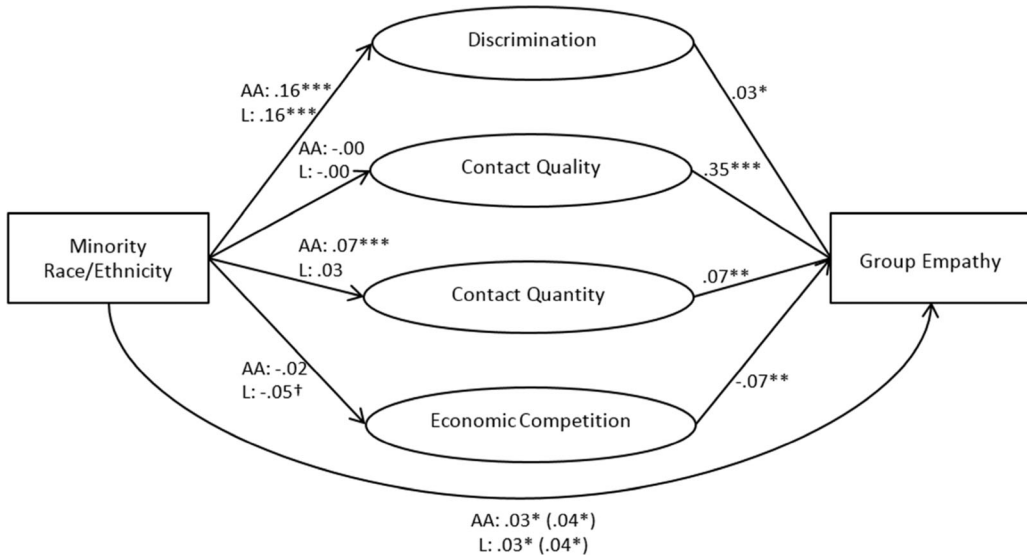 Discrimination
AA: .16***
L: .16***
.03*
AA: -.00
L: -.00
Contact Quality
.35***
Minority
Race/Ethnicity
AA: .07***
L: .03
Contact Quantity
.07**
Group Empathy
AA: -.02
L: -.05†
Economic Competition
-.07**
AA: .03* (.04*)
L: .03* (.04*)